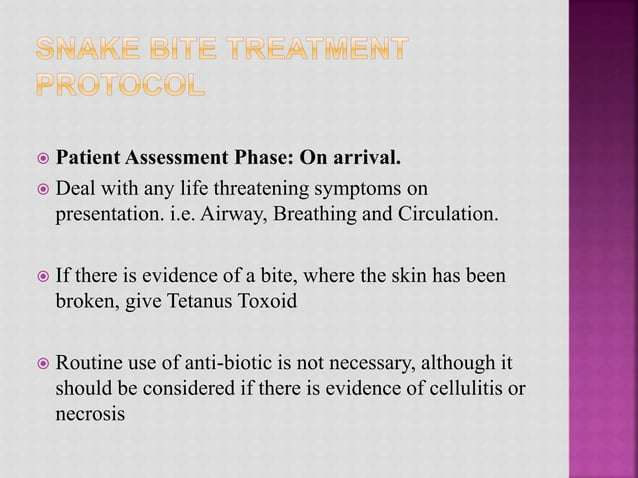 SNAKE BITE TREATMENT
PROTOCOL
Patient Assessment Phase: On arrival.
Deal with any life threatening symptoms on
presentation. i.e. Airway, Breathing and Circulation.
If there is evidence of a bite, where the skin has been
broken, give Tetanus Toxoid
Routine use of anti-biotic is not necessary, although it
should be considered if there is evidence of cellulitis or
necrosis